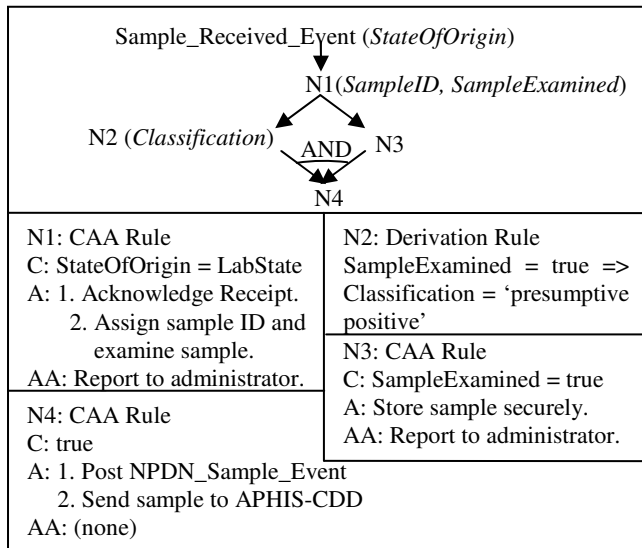 Sample_Received_Event (StateOfOrigin)
N1(SampleID, SampleExamined)
N2 (Classification)
AND
N3
N4
N1: CAA Rule
C: StateOfOrigin = LabState
A: 1. Acknowledge Receipt.
2. Assign sample ID and
examine sample.
AA: Report to administrator.
N2: Derivation Rule
SampleExamined = true =>
Classification = ‘presumptive
positive’
N3: CAA Rule
C: SampleExamined = true
A: Store sample securely.
AA: Report to administrator.
N4: CAA Rule
C: true
A: 1. Post NPDN_Sample_Event
2. Send sample to APHIS-CDD
AA: (none)